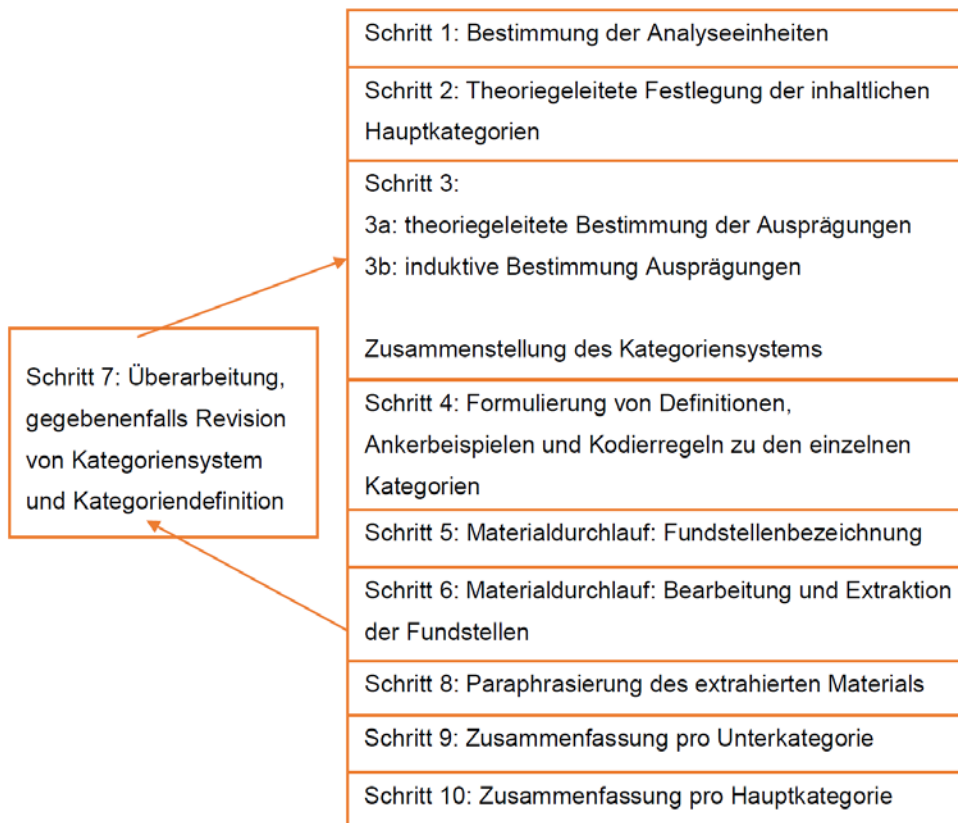 Schritt 1: Bestimmung der Analyseeinheiten
Schritt 2: Theoriegeleitete Festlegung der inhaltlichen
Hauptkategorien
Schritt 3:
3a: theoriegeleitete Bestimmung der Ausprägungen
3b: induktive Bestimmung Ausprägungen
Zusammenstellung des Kategoriensystems
Schritt 4: Formulierung von Definitionen,
Ankerbeispielen und Kodierregeln zu den einzelnen
Kategorien
Schritt 5: Materialdurchlauf: Fundstellenbezeichnung
Schritt 6: Materialdurchlauf: Bearbeitung und Extraktion
der Fundstellen
Schritt 7: Überarbeitung,
gegebenenfalls Revision
von Kategoriensystem
und Kategoriendefinition
Schritt 8: Paraphrasierung des extrahierten Materials
Schritt 9: Zusammenfassung pro Unterkategorie
Schritt 10: Zusammenfassung pro Hauptkategorie